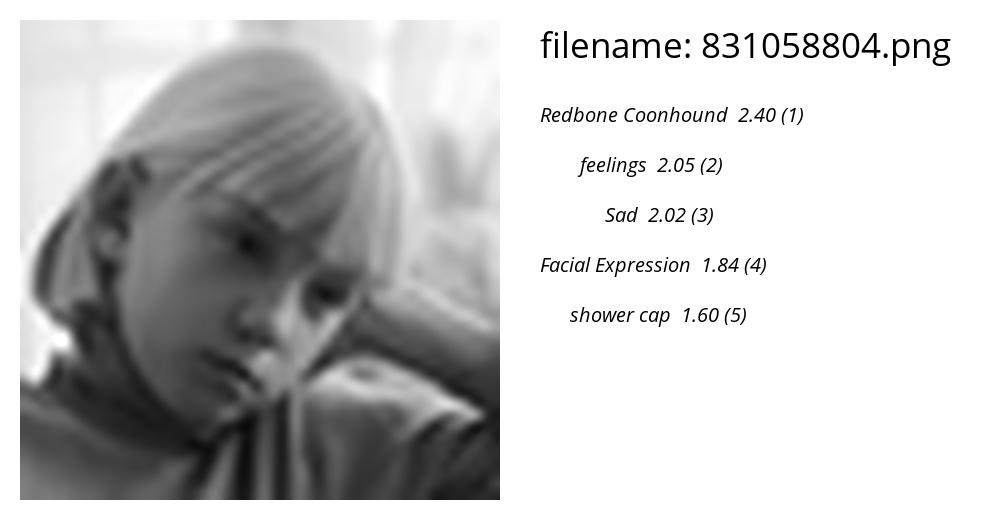 filename: 831058804.png
Redbone Coonhound 2.40 (1)
feelings 2.05 (2)
Sad 2.02 (3)
Facial Expression 1.84 (4)
shower cap 1.60 (5)